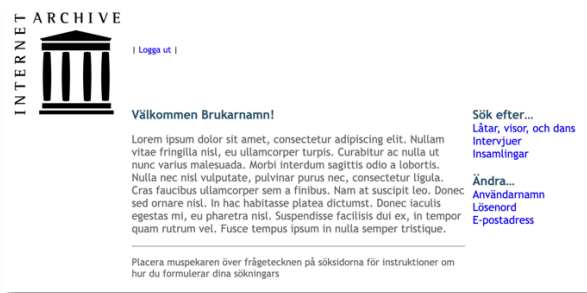 INTERNET ARCHIVE
| Logga ut |
Välkommen Brukarnamn!
Lorem ipsum dolor sit amet, consectetur adipiscing elit. Nullam
vitae fringilla nisl, eu ullamcorper turpis. Curabitur ac nulla ut
nunc varius malesuada. Morbi interdum sagittis odio a lobortis.
Nulla nec nisl vulputate, pulvinar purus nec, consectetur ligula.
Cras faucibus ullamcorper sem a finibus. Nam at suscipit leo. Donec
sed ornare nisl. In hac habitasse platea dictumst. Donec iaculis
egestas mi, eu pharetra nisl. Suspendisse facilisis dui ex, in tempor
quam rutrum vel. Fusce tempus ipsum in nulla semper tristique.
Placera muspekaren över frågetecknen på söksidorna för instruktioner om
hur du formulerar dina sökningars
Sök efter...
Låtar, visor, och dans
Intervjuer
Insamlingar
Ändra...
Användarnamn
Lösenord
E-postadress